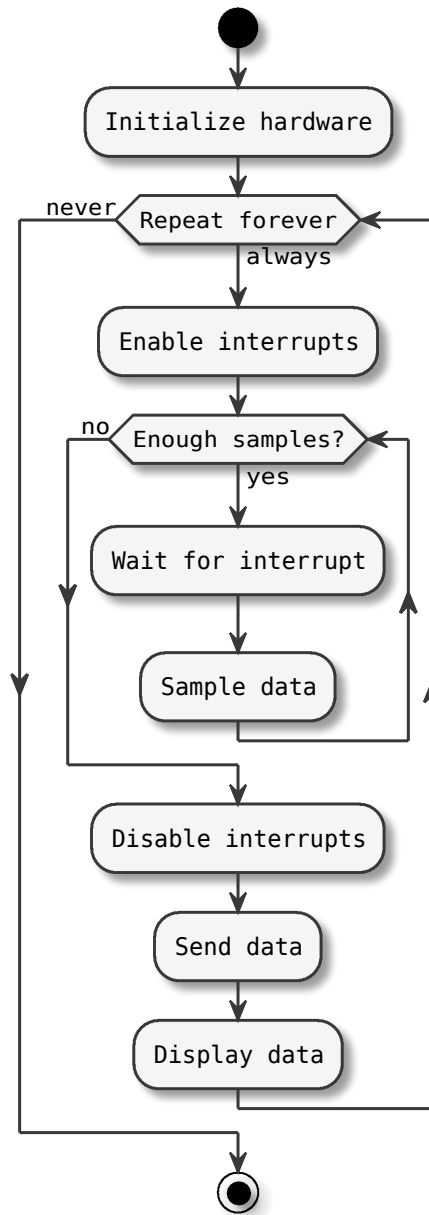 Initialize hardware
never
Repeat forever
always
Enable interrupts
no
Enough samples?
yes
Wait for interrupt
Sample data
Disable interrupts
Send data
Display data